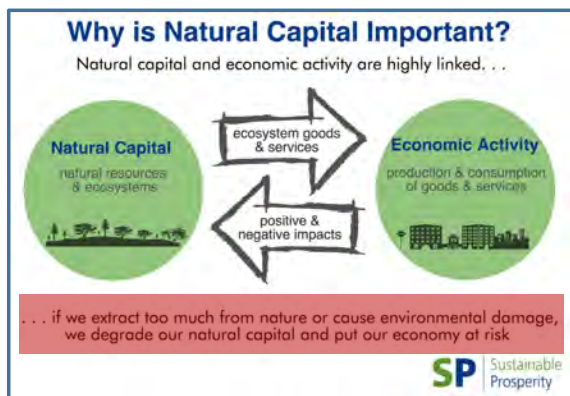 Why is Natural Capital Important?
Natural capital and economic activity are highly linked. . .
Natural Capital
natural resources
& ecosystems
ecosystem goods
& services
positive &
negative impacts
Economic Activity
production & consumption
of goods & services
. . . if we extract too much from nature or cause environmental damage,
we degrade our natural capital and put our economy at risk
SP
Sustainable
Prosperity